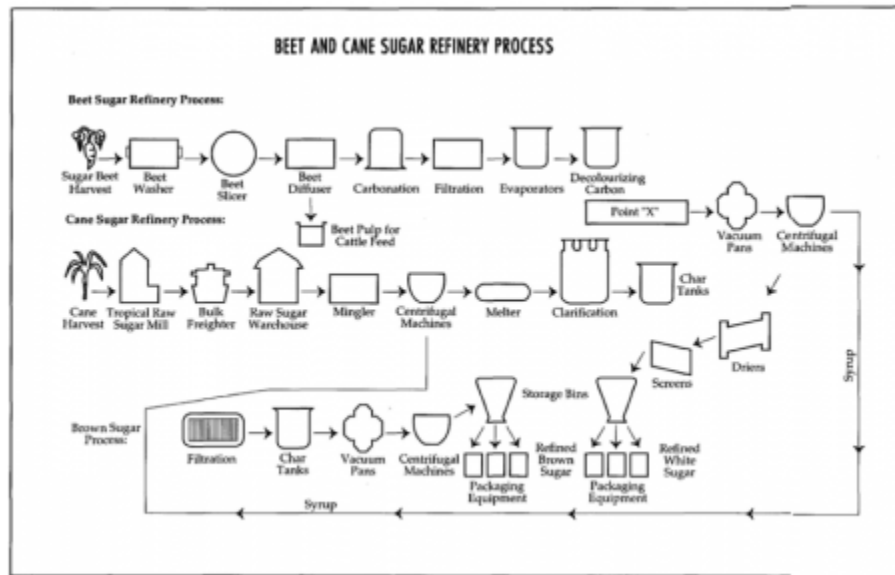 BEET AND CANE SUGAR REFINERY PROCESS
Beet Sugar Refinery Process:
Sugar Beet
Harvest
Beet
Washer
Beet
Slicer
Beet
Diffuser
Carbonation
Filtration
Evaporators
Decolourizing
Carbon
Beet Pulp for
Cattle Feed
Point "X"
Vacuum
Pans
Centrifugal
Machines
Cane Sugar Refinery Process:
Cane
Harvest
Tropical Raw
Sugar Mill
Bulk
Freighter
Raw Sugar
Warehouse
Mingler
Centrifugal
Machines
Melter
Clarification
Char
Tanks
Driers
Screens
Syrup
Storage Bins
Brown Sugar
Process:
Filtration
Char
Tanks
Vacuum
Pans
Centrifugal
Machines
Refined
Brown
Sugar
Packaging
Equipment
Refined
White
Sugar
Packaging
Equipment
Syrup